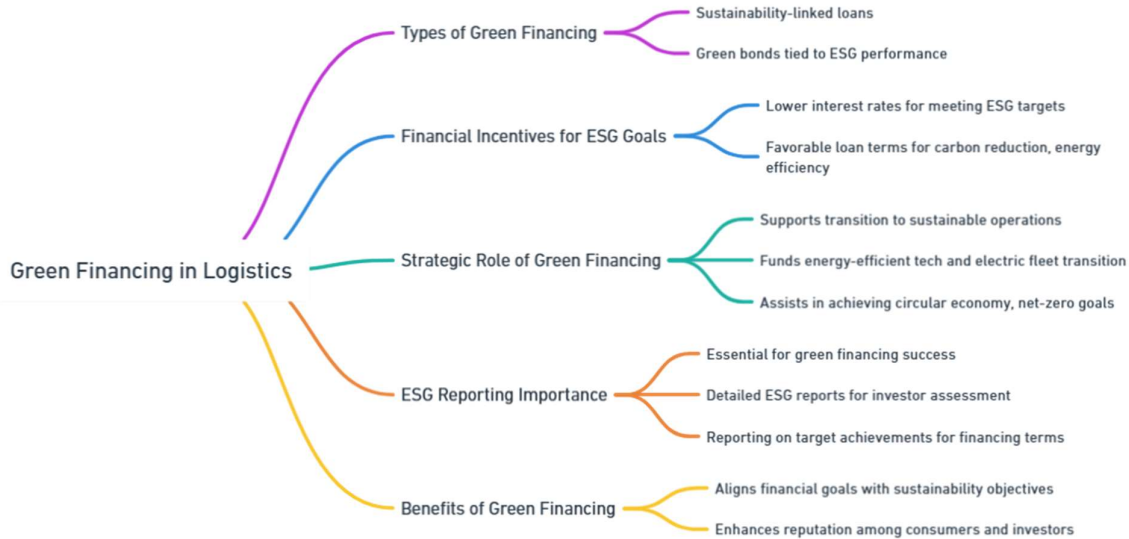 Green Financing in Logistics
Types of Green Financing
Sustainability-linked loans
Green bonds tied to ESG performance
Financial Incentives for ESG Goals
Lower interest rates for meeting ESG targets
Favorable loan terms for carbon reduction, energy
efficiency
Strategic Role of Green Financing
Supports transition to sustainable operations
Funds energy-efficient tech and electric fleet transition
Assists in achieving circular economy, net-zero goals
ESG Reporting Importance
Essential for green financing success
Detailed ESG reports for investor assessment
Reporting on target achievements for financing terms
Benefits of Green Financing
Aligns financial goals with sustainability objectives
Enhances reputation among consumers and investors